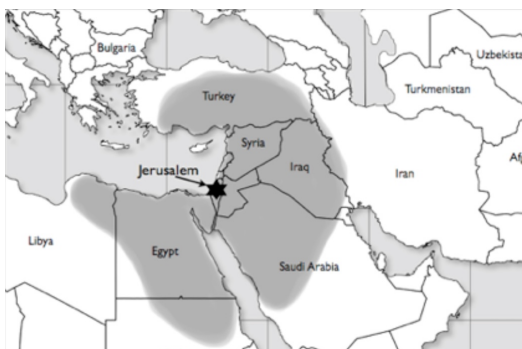 Bulgaria
Uzbekista
Turkey
Turkmenistan
Syria
Af
Jerusalem
Iraq
Iran
Libya
Egypt
Saudi Arabia